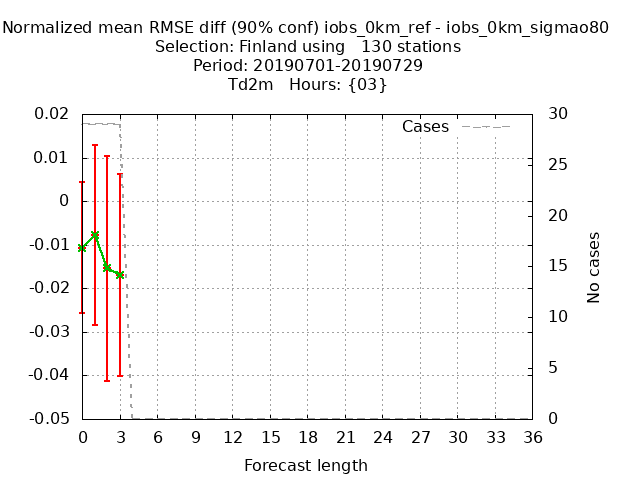 Normalized mean RMSE diff (90% conf) iobs_0km_ref - iobs_0km_sigmao80
Selection: Finland using   130 stations
Period: 20190701-20190729
Td2m   Hours: {03}
Cases
0.02
0.01
0
-0.01
-0.02
-0.03
-0.04
-0.05
30
25
20
15
10
5
0
No cases
0 3 6 9 12 15 18 21 24 27 30 33 36
Forecast length